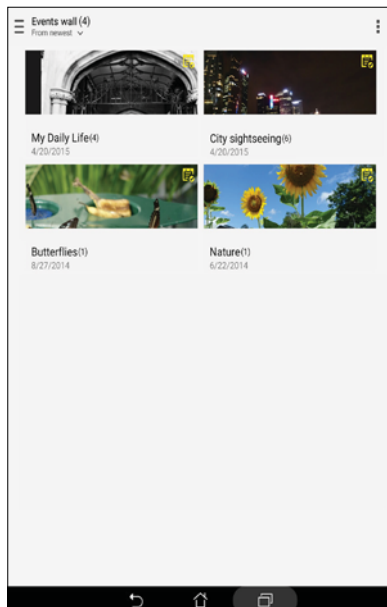 Events wall (4)
From newest
My Daily Life(4)
4/20/2015
City sightseeing(6)
4/20/2015
Butterflies(1)
8/27/2014
Nature(1)
6/22/2014